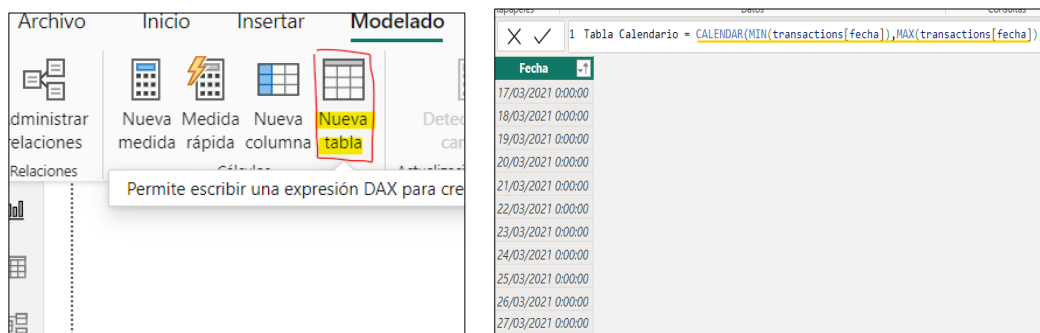 Archivo Inicio Insertar Modelado
Nueva medida
Medida rápida
Nueva columna
Nueva tabla
Relaciones
Permite escribir una expresión DAX para cre
Datos
1 Tabla Calendario = CALENDAR(MIN(transactions[fecha]),MAX(transactions[fecha])
Fecha
17/03/2021 0:00:00
18/03/2021 0:00:00
19/03/2021 0:00:00
20/03/2021 0:00:00
21/03/2021 0:00:00
22/03/2021 0:00:00
23/03/2021 0:00:00
24/03/2021 0:00:00
25/03/2021 0:00:00
26/03/2021 0:00:00
27/03/2021 0:00:00